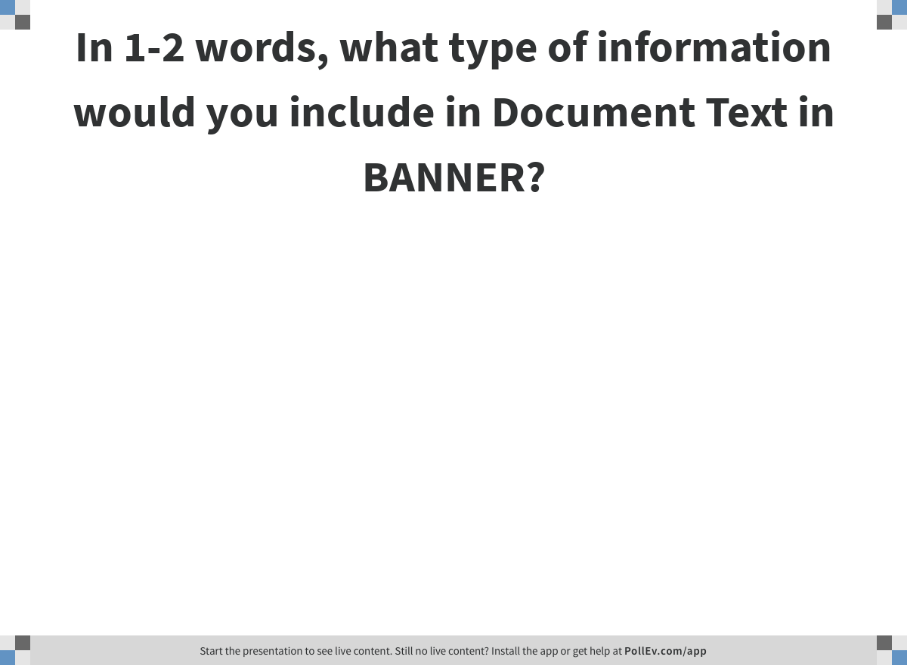 In 1-2 words, what type of information
would you include in Document Text in
BANNER?
Start the presentation to see live content. Still no live content? Install the app or get help at PollEv.com/app